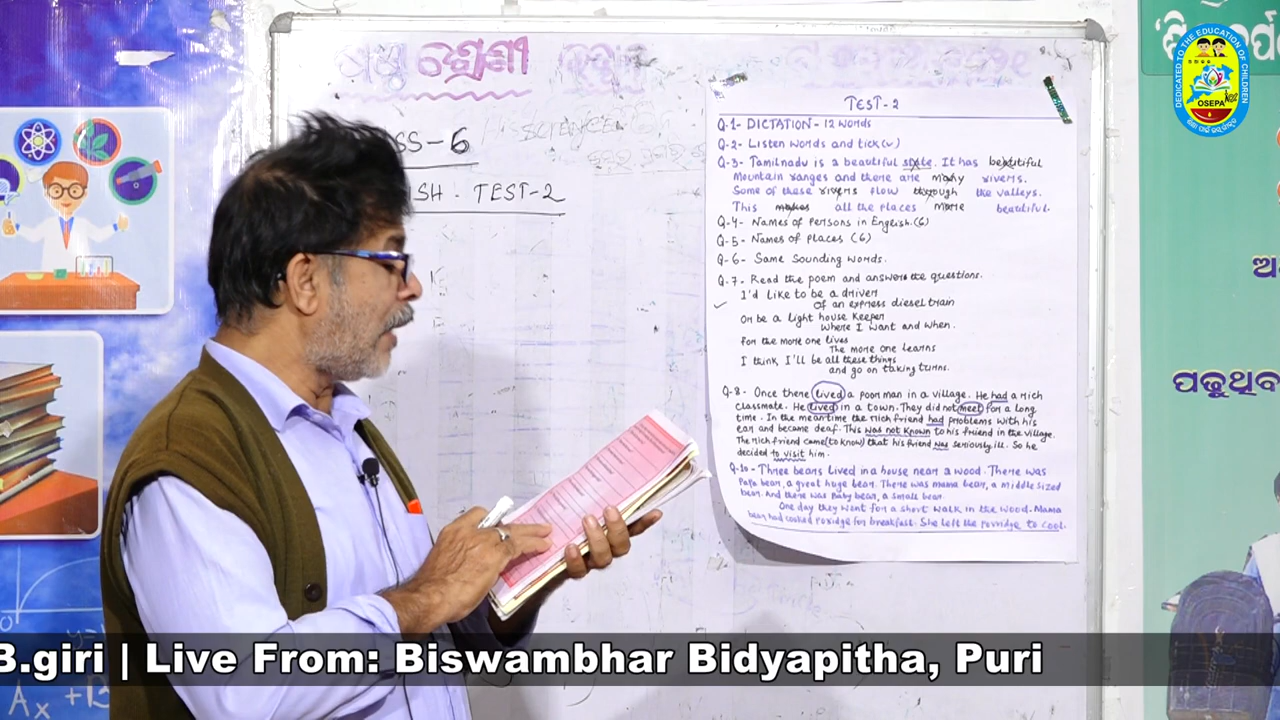 ଶ୍ରେଣୀ
SS-6
SCIENCE
SH - TEST-2
TEST-2
Q-1- DICTATION - 12 words
Q-2- Listen words and tick(✓)
Q-3- Tamilnadu is a beautiful state. It has beautiful
Mountain ranges and there are many rivers.
Some of these rivers flow through the valleys.
This makes all the places more beautiful.
Q-4- Names of persons in English.(6)
Q-5- Names of places (6)
Q-6- Same Sounding words.
Q-7- Read the poem and answere the questions.
I'd like to be a driver
Of an express diesel train
Or be a light house Keeper
Where I want and when.
For the more one lives
The more one learns
I think I'll be all these things
and go on taking turns.
Q-8- Once there lived a poor man in a village. He had a rich
classmate. He lived in a town. They did not meet for a long
time. In the meantime the rich friend had problems with his
ear and became deaf. This was not known to his friend in the village.
The rich friend came (to know) that his friend was seriously ill. So he
decided to visit him.
Q-10- Three bears lived in a house near a wood. There was
Papa bear, a great huge bear. There was mama bear, a middle sized
bear. And there was Baby bear, a small bear.
One day they went for a short walk in the wood. Mama
bear had cooked porridge for breakfast. She left the porridge to cool.
DEDICATED TO THE EDUCATION OF CHILDREN
OSEPA
ପଢୁଥିବ
B.giri | Live From: Biswambhar Bidyapitha, Puri